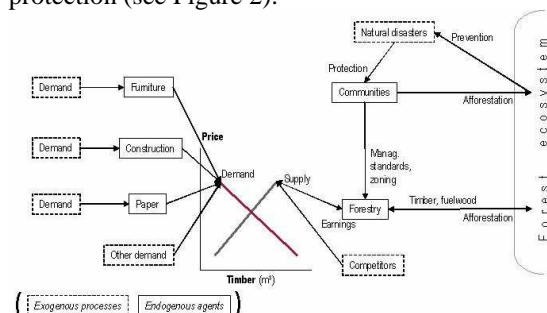 protection (see Figure 2).
Natural disasters
Prevention
Protection
Demand
Furniture
Communities
Afforestation
Price
Demand
Construction
Demand
Supply
Manag.
standards,
zoning
Demand
Paper
Forestry
Timber, fuelwood
Afforestation
Earnings
Other demand
Competitors
Timber (m³)
Forest ecosystem
( Exogenous processes Endogenous agents )